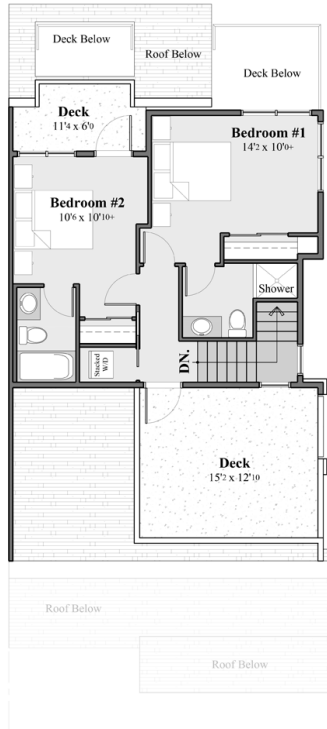 Deck Below
Roof Below
Deck Below
Deck
11'4 x 6'0
Bedroom #1
14'2 x 10'0+
Bedroom #2
10'6 x 10'10+
Shower
Stacked
W/D
DN.
Deck
15'2 x 12'10
Roof Below
Roof Below